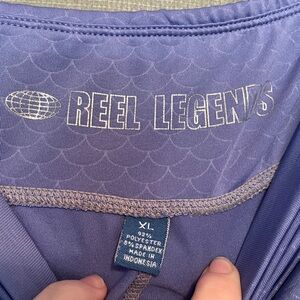 REEL LEGENDS
XL
92%
POLYESTER
8% SPANDEX
MADE IN
INDONESIA